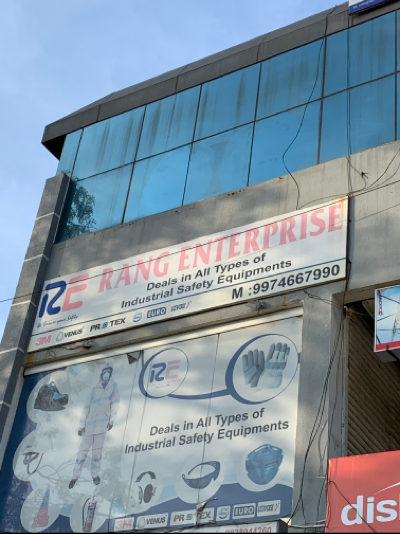 RE RANG ENTERPRISE
Deals in All Types of
Industrial Safety Equipments
M :9974667990
3M VENUS PROTEX EURO
RE
Deals in All Types of
Industrial Safety Equipments
3M VENUS PROTEX EURO
dis